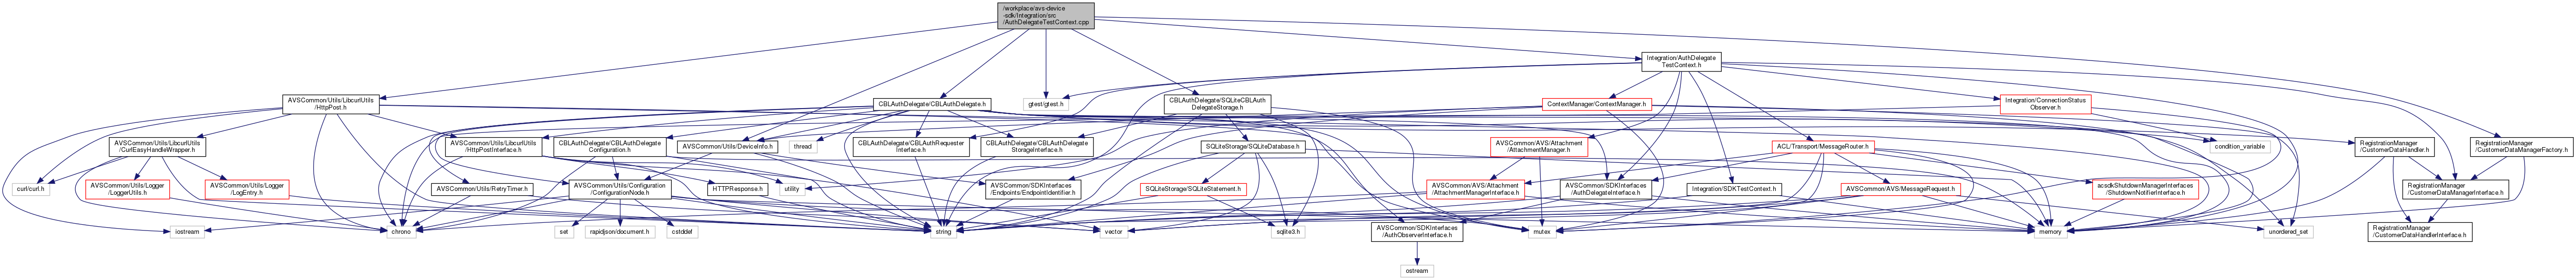 /workplace/avs-device
-sdk/Integration/src
/AuthDelegateTestContext.cpp
Integration/AuthDelegate
TestContext.h
AVSCommon/Utils/LibcurlUtils
/HttpPost.h
gtest/gtest.h
CBLAuthDelegate/CBLAuthDelegate.h
CBLAuthDelegate/SQLiteCBLAuth
DelegateStorage.h
ContextManager/ContextManager.h
Integration/ConnectionStatus
Observer.h
AVSCommon/Utils/LibcurlUtils
/CurlEasyHandleWrapper.h
AVSCommon/Utils/LibcurlUtils
/HttpPostInterface.h
CBLAuthDelegate/CBLAuthDelegate
Configuration.h
AVSCommon/Utils/DeviceInfo.h
thread
CBLAuthDelegate/CBLAuthRequester
Interface.h
CBLAuthDelegate/CBLAuthDelegate
StorageInterface.h
SQLiteStorage/SQLiteDatabase.h
AVSCommon/AVS/Attachment
/AttachmentManager.h
ACL/Transport/MessageRouter.h
condition_variable
RegistrationManager
/CustomerDataHandler.h
RegistrationManager
/CustomerDataManagerFactory.h
curl/curl.h
AVSCommon/Utils/Logger
/LoggerUtils.h
AVSCommon/Utils/Logger
/LogEntry.h
AVSCommon/Utils/RetryTimer.h
AVSCommon/Utils/Configuration
/ConfigurationNode.h
HTTPResponse.h
utility
AVSCommon/SDKInterfaces
/Endpoints/EndpointIdentifier.h
SQLiteStorage/SQLiteStatement.h
AVSCommon/AVS/Attachment
/AttachmentManagerInterface.h
AVSCommon/SDKInterfaces
/AuthDelegateInterface.h
Integration/SDKTestContext.h
AVSCommon/AVS/MessageRequest.h
acsdkShutdownManagerInterfaces
/ShutdownNotifierInterface.h
RegistrationManager
/CustomerDataManagerInterface.h
iostream
chrono
set
rapidjson/document.h
cstddef
string
vector
sqlite3.h
AVSCommon/SDKInterfaces
/AuthObserverInterface.h
mutex
memory
unordered_set
RegistrationManager
/CustomerDataHandlerInterface.h
ostream